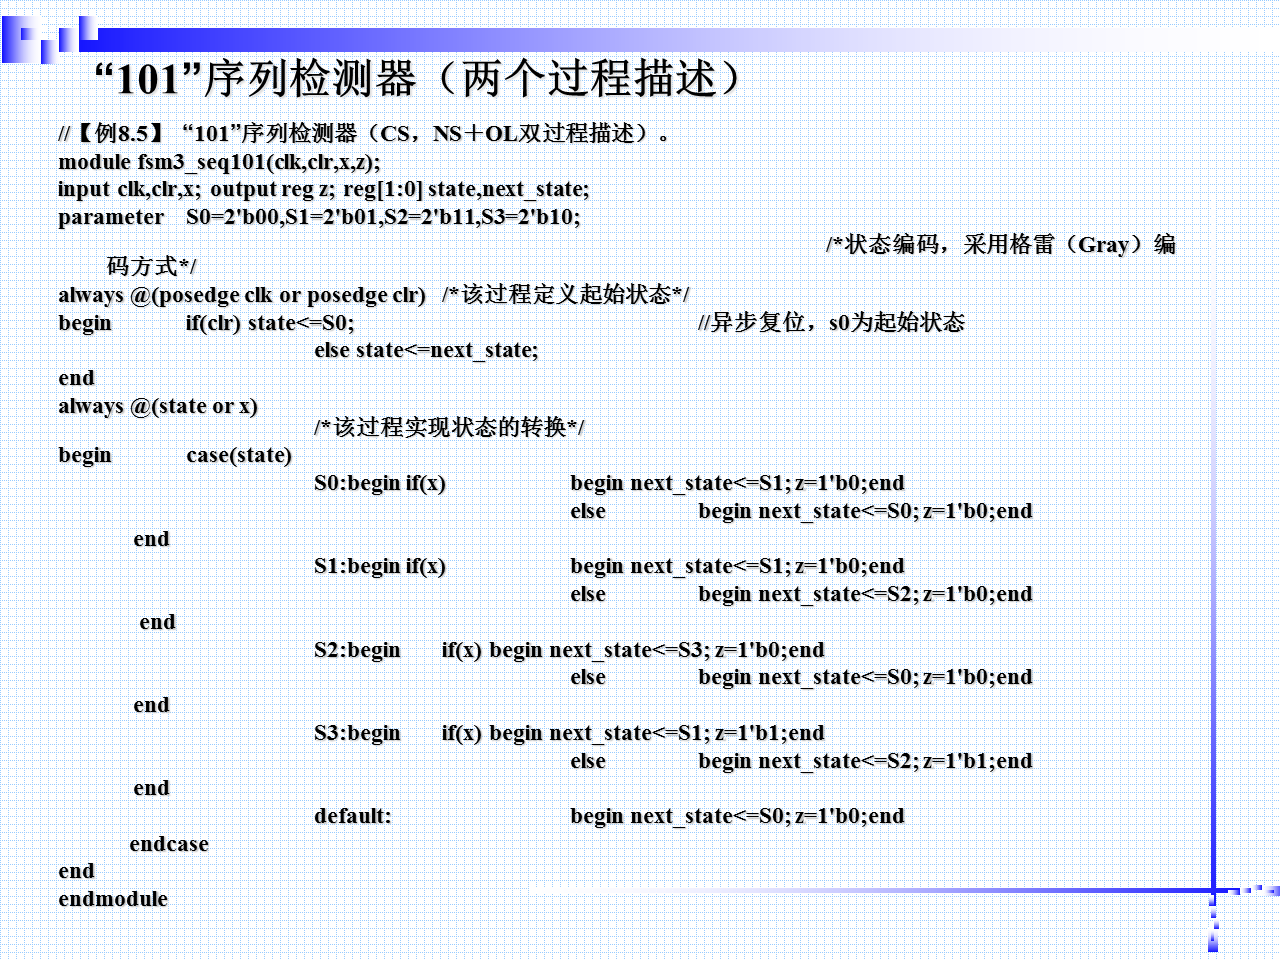 “101”序列检测器（两个过程描述）
//【例8.5】 “101”序列检测器（CS，NS＋OL双过程描述）。
module fsm3_seq101(clk,clr,x,z);
input clk,clr,x; output reg z; reg[1:0] state,next_state;
parameter S0=2'b00,S1=2'b01,S2=2'b11,S3=2'b10;
/*状态编码，采用格雷（Gray）编
码方式*/
always @(posedge clk or posedge clr) /*该过程定义起始状态*/
begin if(clr) state<=S0; //异步复位，s0为起始状态
else state<=next_state;
end
always @(state or x)
/*该过程实现状态的转换*/
begin case(state)
S0:begin if(x) begin next_state<=S1; z=1'b0;end
else begin next_state<=S0; z=1'b0;end
end
S1:begin if(x) begin next_state<=S1; z=1'b0;end
else begin next_state<=S2; z=1'b0;end
end
S2:begin if(x) begin next_state<=S3; z=1'b0;end
else begin next_state<=S0; z=1'b0;end
end
S3:begin if(x) begin next_state<=S1; z=1'b1;end
else begin next_state<=S2; z=1'b1;end
end
default: begin next_state<=S0; z=1'b0;end
endcase
end
endmodule